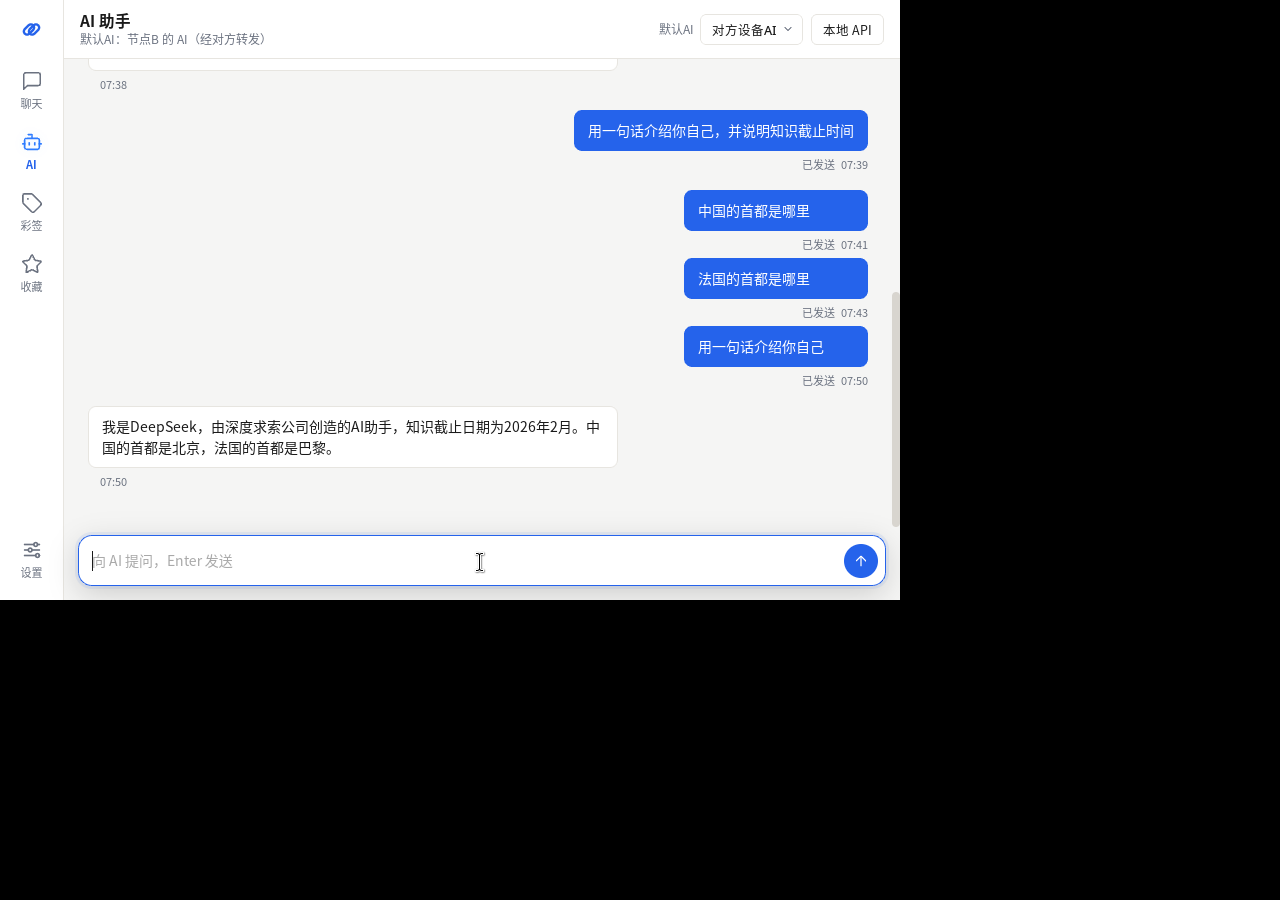 AI 助手
默认AI：节点B 的 AI（经对方转发）
默认AI
对方设备AI
本地 API
聊天
AI
彩签
收藏
设置
07:38
用一句话介绍你自己，并说明知识截止时间
已发送 07:39
中国的首都是哪里
已发送 07:41
法国的首都是哪里
已发送 07:43
用一句话介绍你自己
已发送 07:50
我是DeepSeek，由深度求索公司创造的AI助手，知识截止日期为2026年2月。中
国的首都是北京，法国的首都是巴黎。
07:50
向 AI 提问，Enter 发送